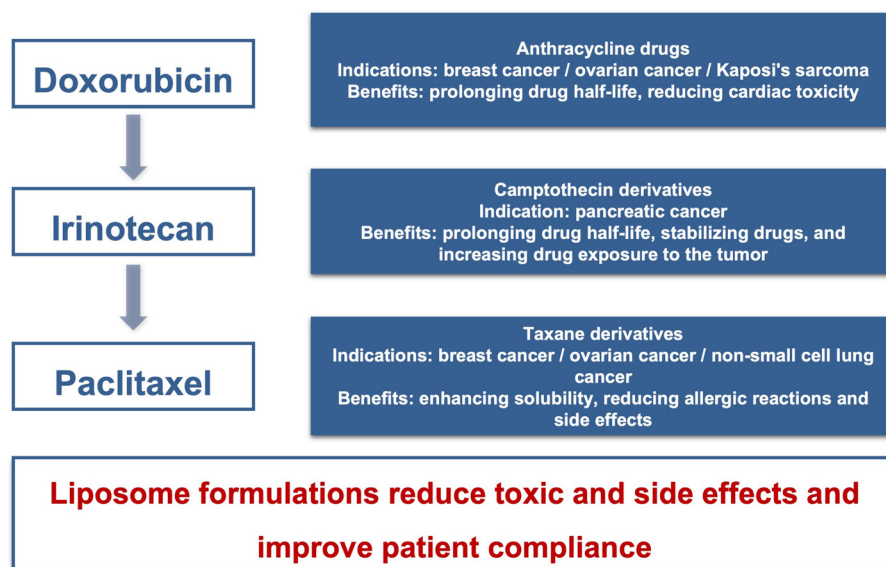 Doxorubicin
Anthracycline drugs
Indications: breast cancer / ovarian cancer / Kaposi's sarcoma
Benefits: prolonging drug half-life, reducing cardiac toxicity
Irinotecan
Camptothecin derivatives
Indication: pancreatic cancer
Benefits: prolonging drug half-life, stabilizing drugs, and
increasing drug exposure to the tumor
Paclitaxel
Taxane derivatives
Indications: breast cancer / ovarian cancer / non-small cell lung
cancer
Benefits: enhancing solubility, reducing allergic reactions and
side effects
Liposome formulations reduce toxic and side effects and
improve patient compliance